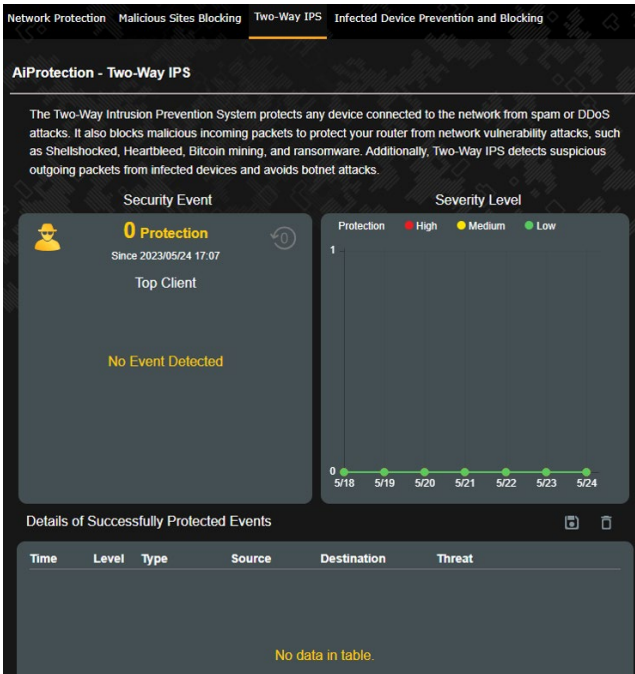 Network Protection Malicious Sites Blocking Two-Way IPS Infected Device Prevention and Blocking
AiProtection - Two-Way IPS
The Two-Way Intrusion Prevention System protects any device connected to the network from spam or DDoS
attacks. It also blocks malicious incoming packets to protect your router from network vulnerability attacks, such
as Shellshocked, Heartbleed, Bitcoin mining, and ransomware. Additionally, Two-Way IPS detects suspicious
outgoing packets from infected devices and avoids botnet attacks.
Security Event
0 Protection
0
Since 2023/05/24 17:07
Top Client
No Event Detected
Severity Level
Protection High Medium Low
1
0
5/18 5/19 5/20 5/21 5/22 5/23 5/24
Details of Successfully Protected Events
Time Level Type Source Destination Threat
No data in table.